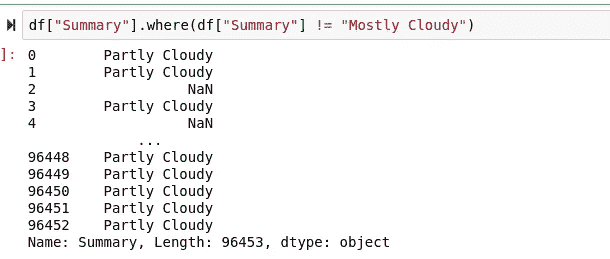 df["Summary"].where(df["Summary"] != "Mostly Cloudy")
]: 0         Partly Cloudy
1         Partly Cloudy
2                   NaN
3         Partly Cloudy
4                   NaN
...
96448    Partly Cloudy
96449    Partly Cloudy
96450    Partly Cloudy
96451    Partly Cloudy
96452    Partly Cloudy
Name: Summary, Length: 96453, dtype: object